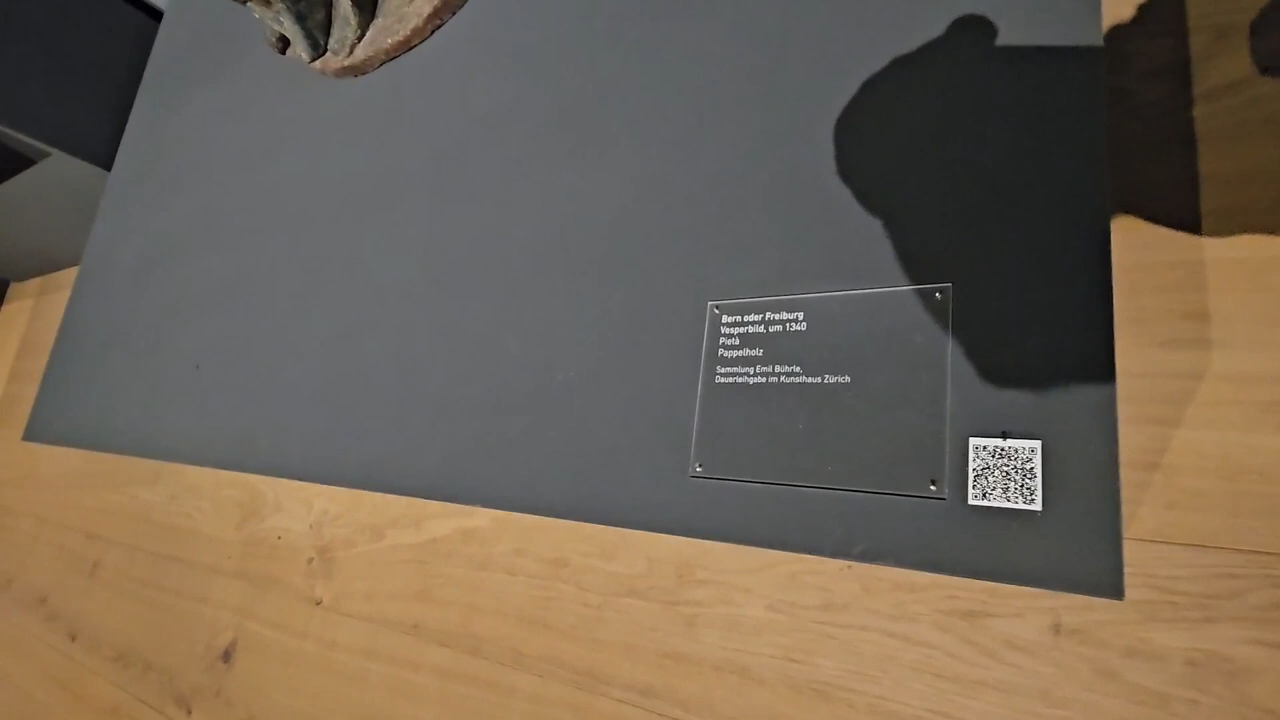 Bern oder Freiburg
Vesperbild, um 1340
Pietà
Pappelholz
Sammlung Emil Bührle,
Dauerleihgabe im Kunsthaus Zürich